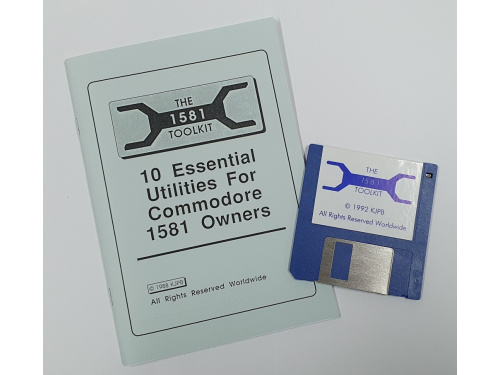 THE
1581
TOOLKIT
10 Essential
Utilities For
Commodore
1581 Owners
© 1988 KJPB
All Rights Reserved Worldwide
THE
1581
TOOLKIT
© 1992 KJPB
All Rights Reserved Worldwide